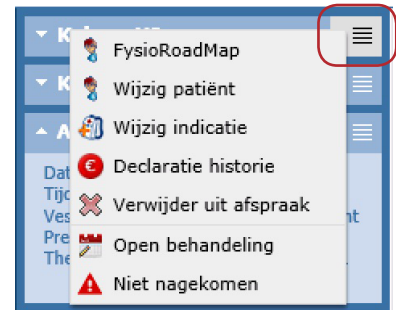 FysioRoadMap
Wijzig patiënt
Wijzig indicatie
Declaratie historie
Verwijder uit afspraak
Open behandeling
Niet nagekomen